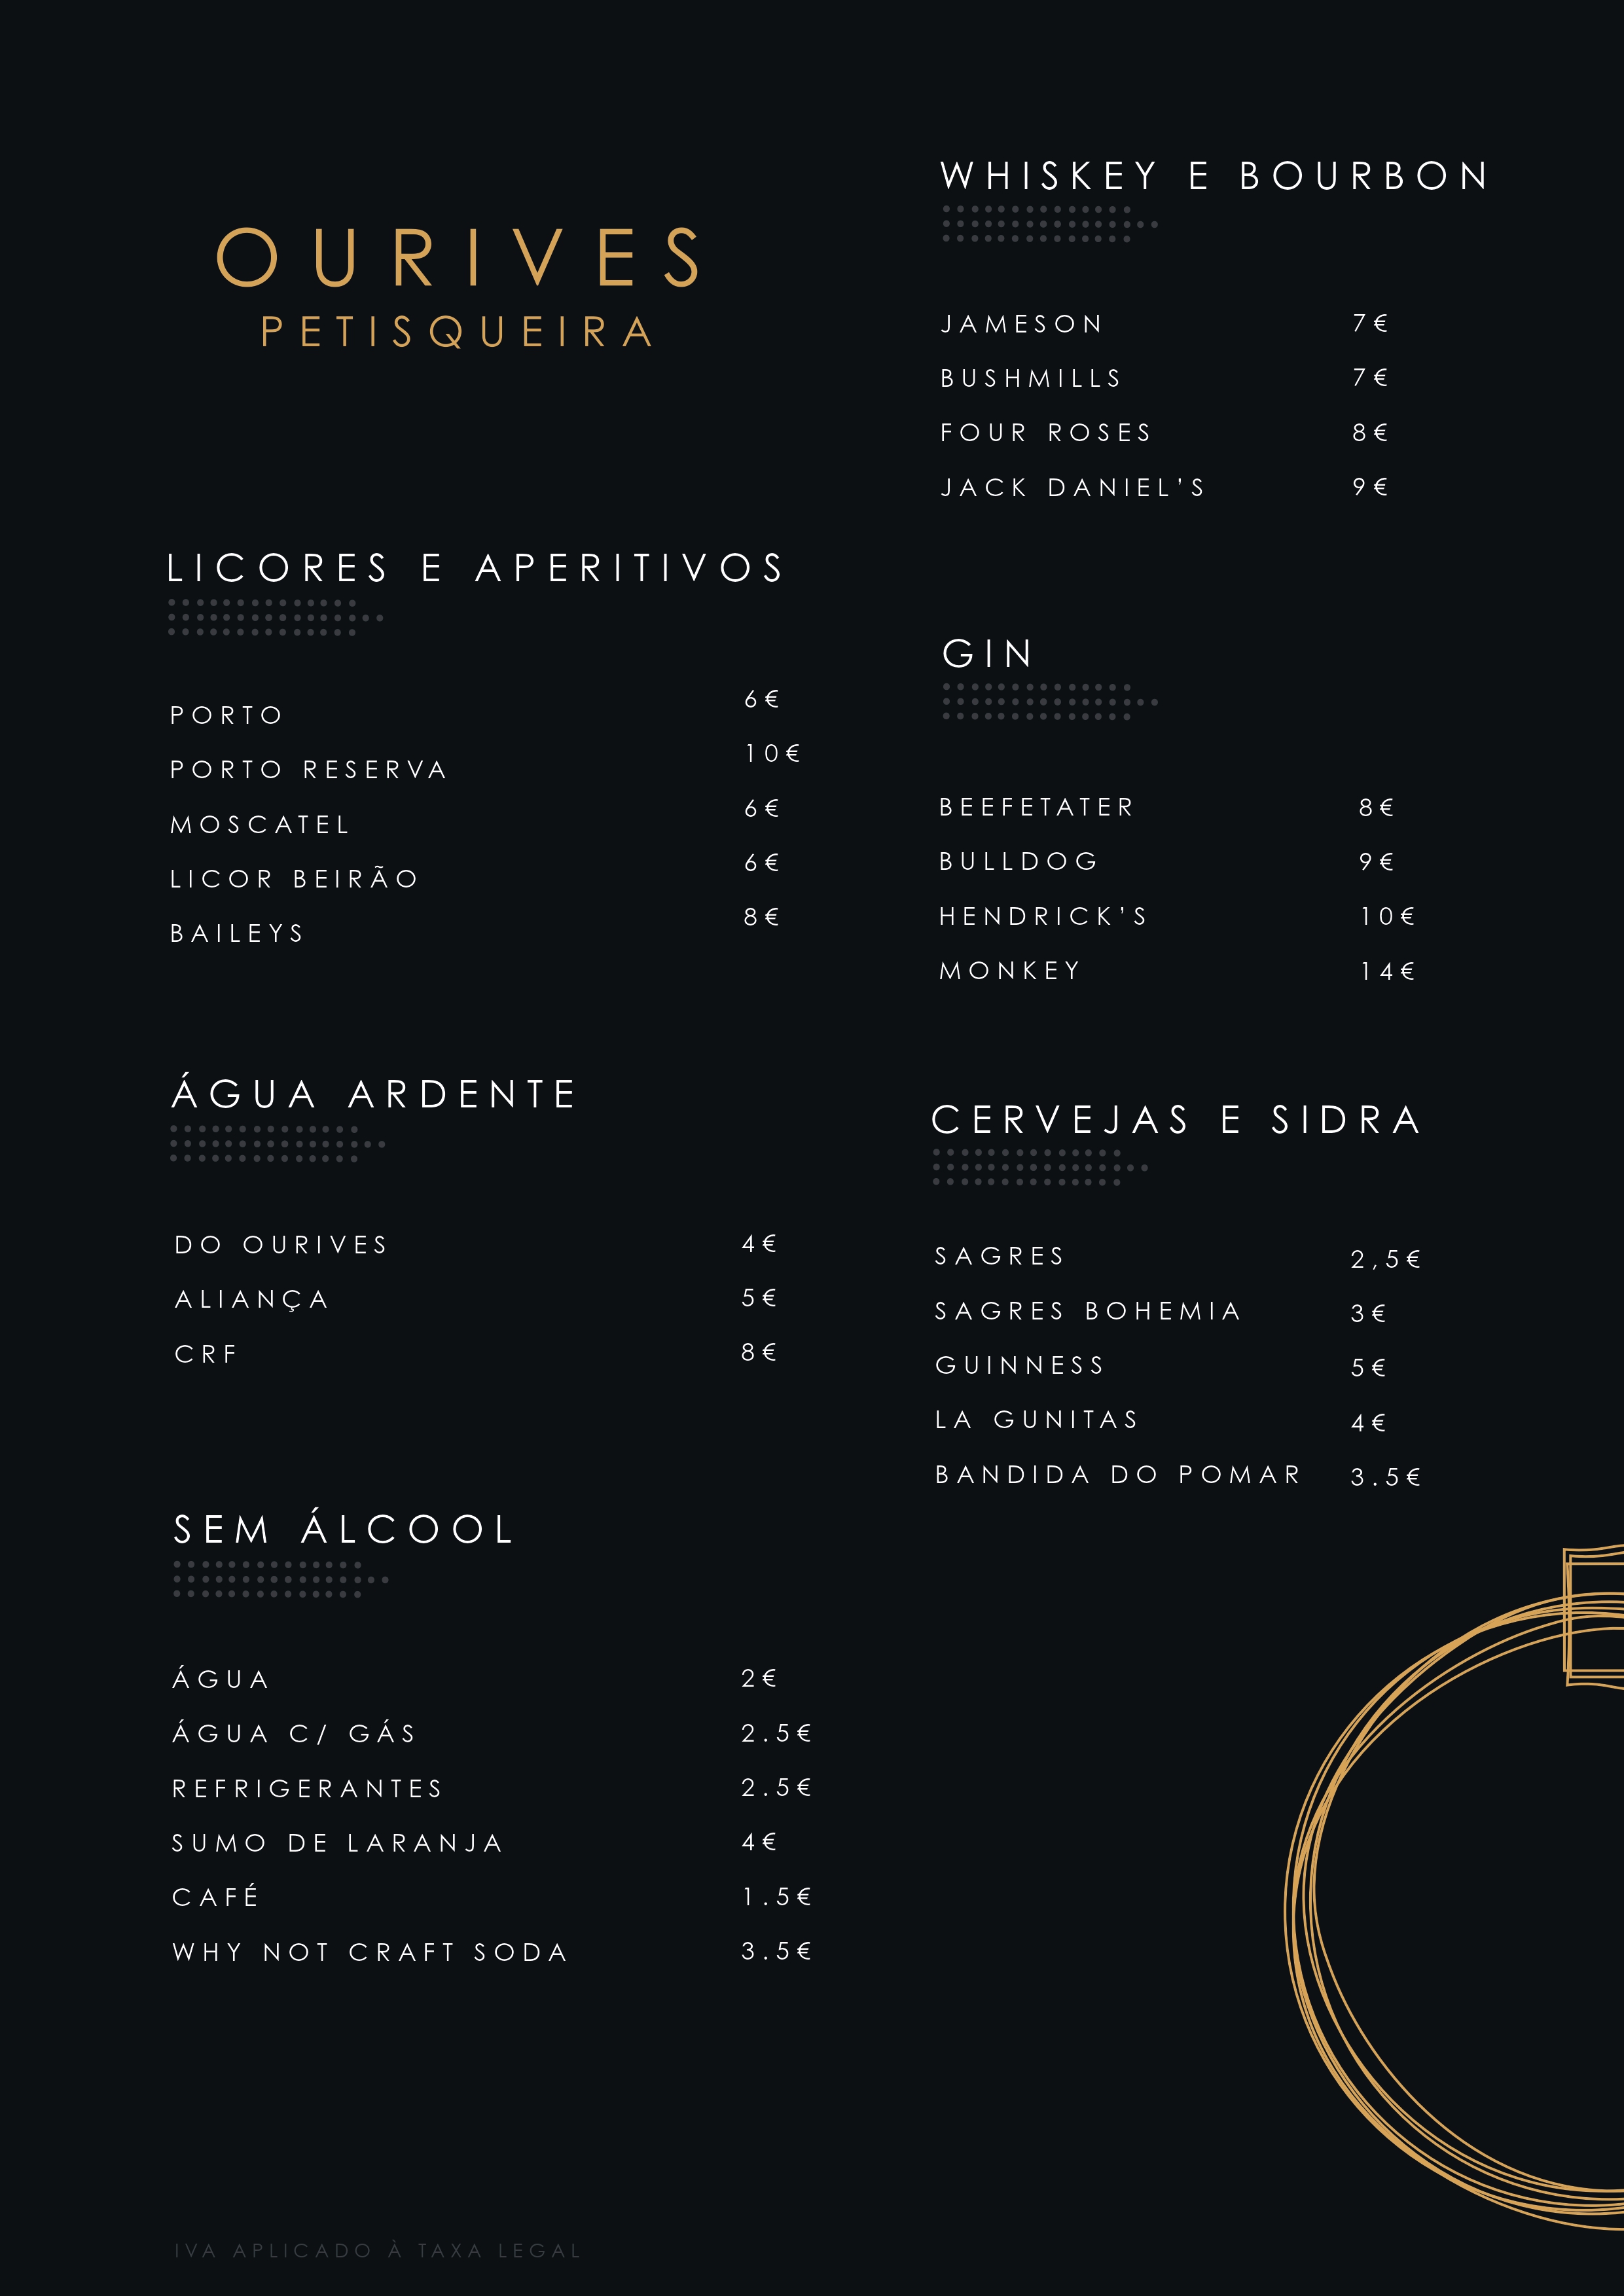 OURIVES
PETISQUEIRA
LICORES E APERITIVOS
PORTO 6€
PORTO RESERVA 10€
MOSCATEL 6€
LICOR BEIRÃO 6€
BAILEYS 8€
ÁGUA ARDENTE
DO OURIVES 4€
ALIANÇA 5€
CRF 8€
SEM ÁLCOOL
ÁGUA 2€
ÁGUA C/ GÁS 2.5€
REFRIGERANTES 2.5€
SUMO DE LARANJA 4€
CAFÉ 1.5€
WHY NOT CRAFT SODA 3.5€
IVA APLICADO À TAXA LEGAL
WHISKEY E BOURBON
JAMESON 7€
BUSHMILLS 7€
FOUR ROSES 8€
JACK DANIEL'S 9€
GIN
BEEFETATER 8€
BULLDOG 9€
HENDRICK'S 10€
MONKEY 14€
CERVEJAS E SIDRA
SAGRES 2,5€
SAGRES BOHEMIA 3€
GUINNESS 5€
LA GUNITAS 4€
BANDIDA DO POMAR 3.5€